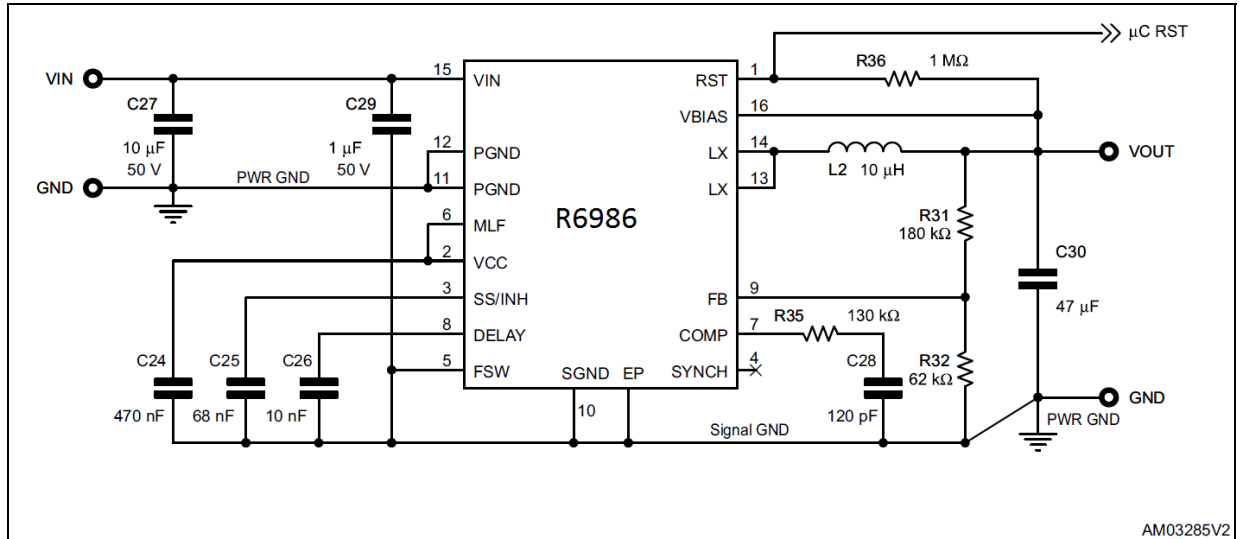 μC RST
R36 1 MΩ
VIN
15 VIN
RST 1
C27
10 μF
50 V
C29
1 μF
50 V
VBIAS 16
12 PGND
LX 14
L2 10 μH
VOUT
GND
PWR GND
11 PGND
LX 13
R6986
6 MLF
R31
180 kΩ
2 VCC
C30
47 μF
3 SS/INH
FB 9
8 DELAY
COMP 7
R35 130 kΩ
C24
470 nF
C25
68 nF
C26
10 nF
5 FSW
SGND
EP
SYNCH 4
C28
120 pF
R32
62 kΩ
10
GND
PWR GND
Signal GND
AM03285V2